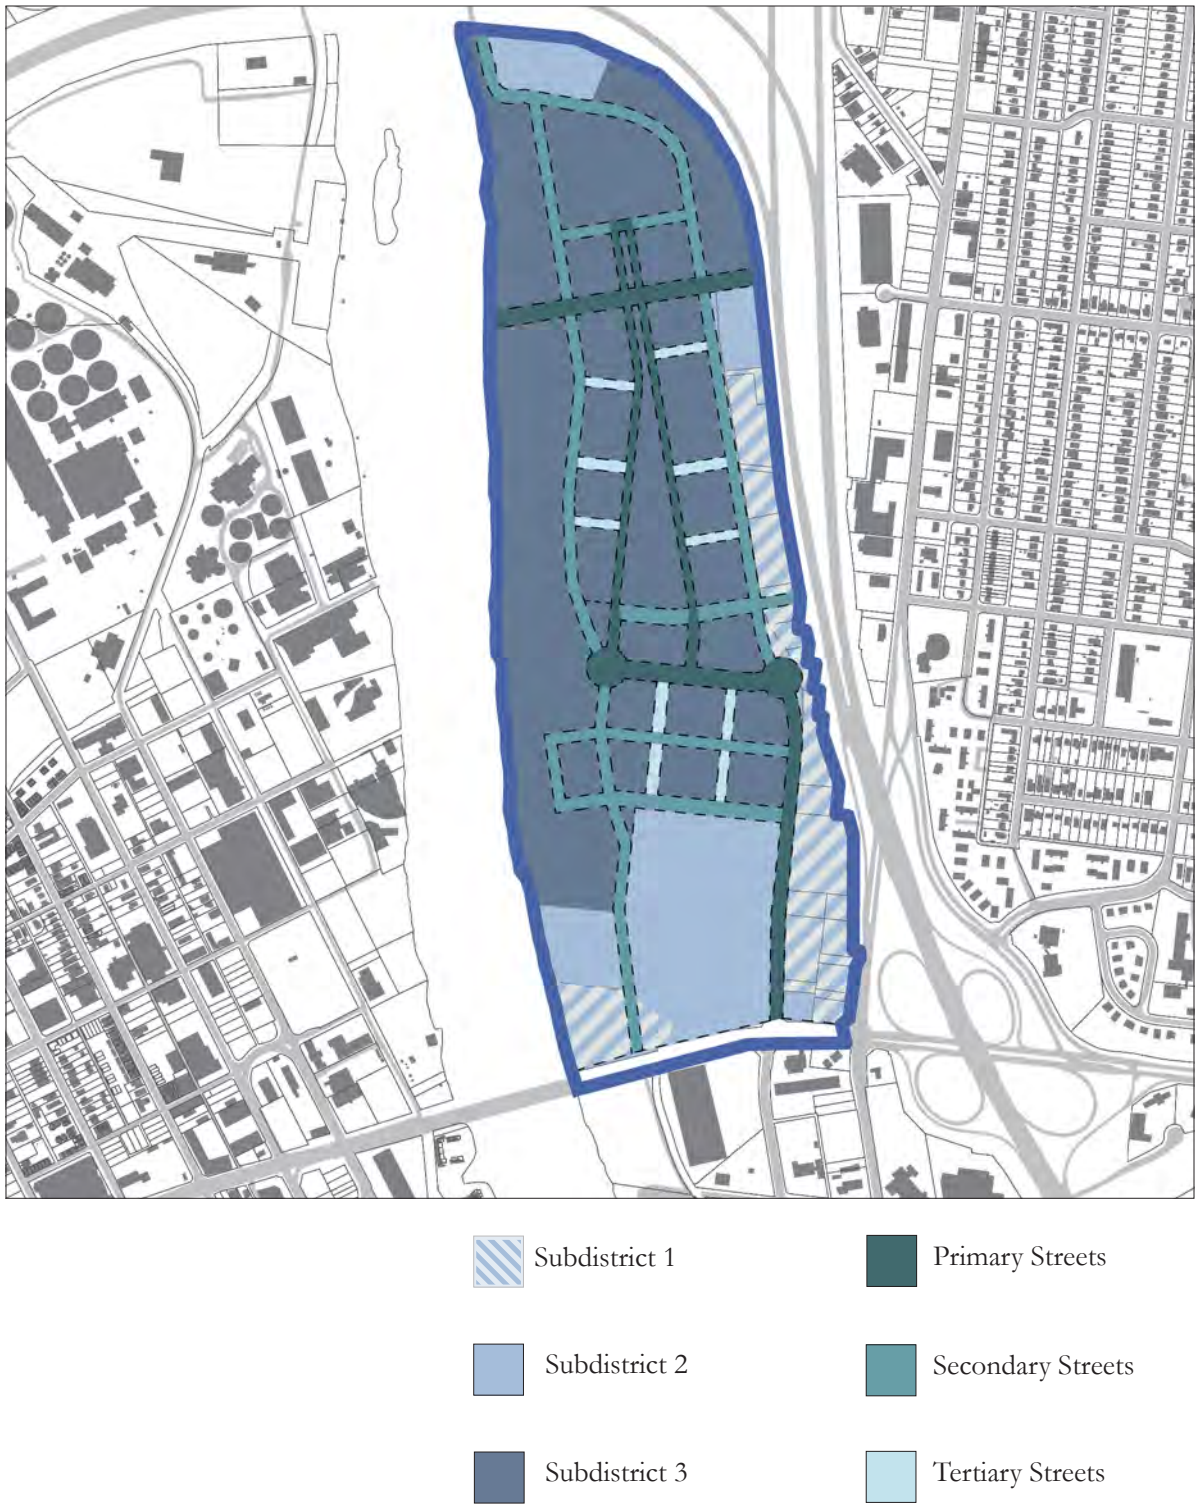 Subdistrict 1
Primary Streets
Subdistrict 2
Secondary Streets
Subdistrict 3
Tertiary Streets